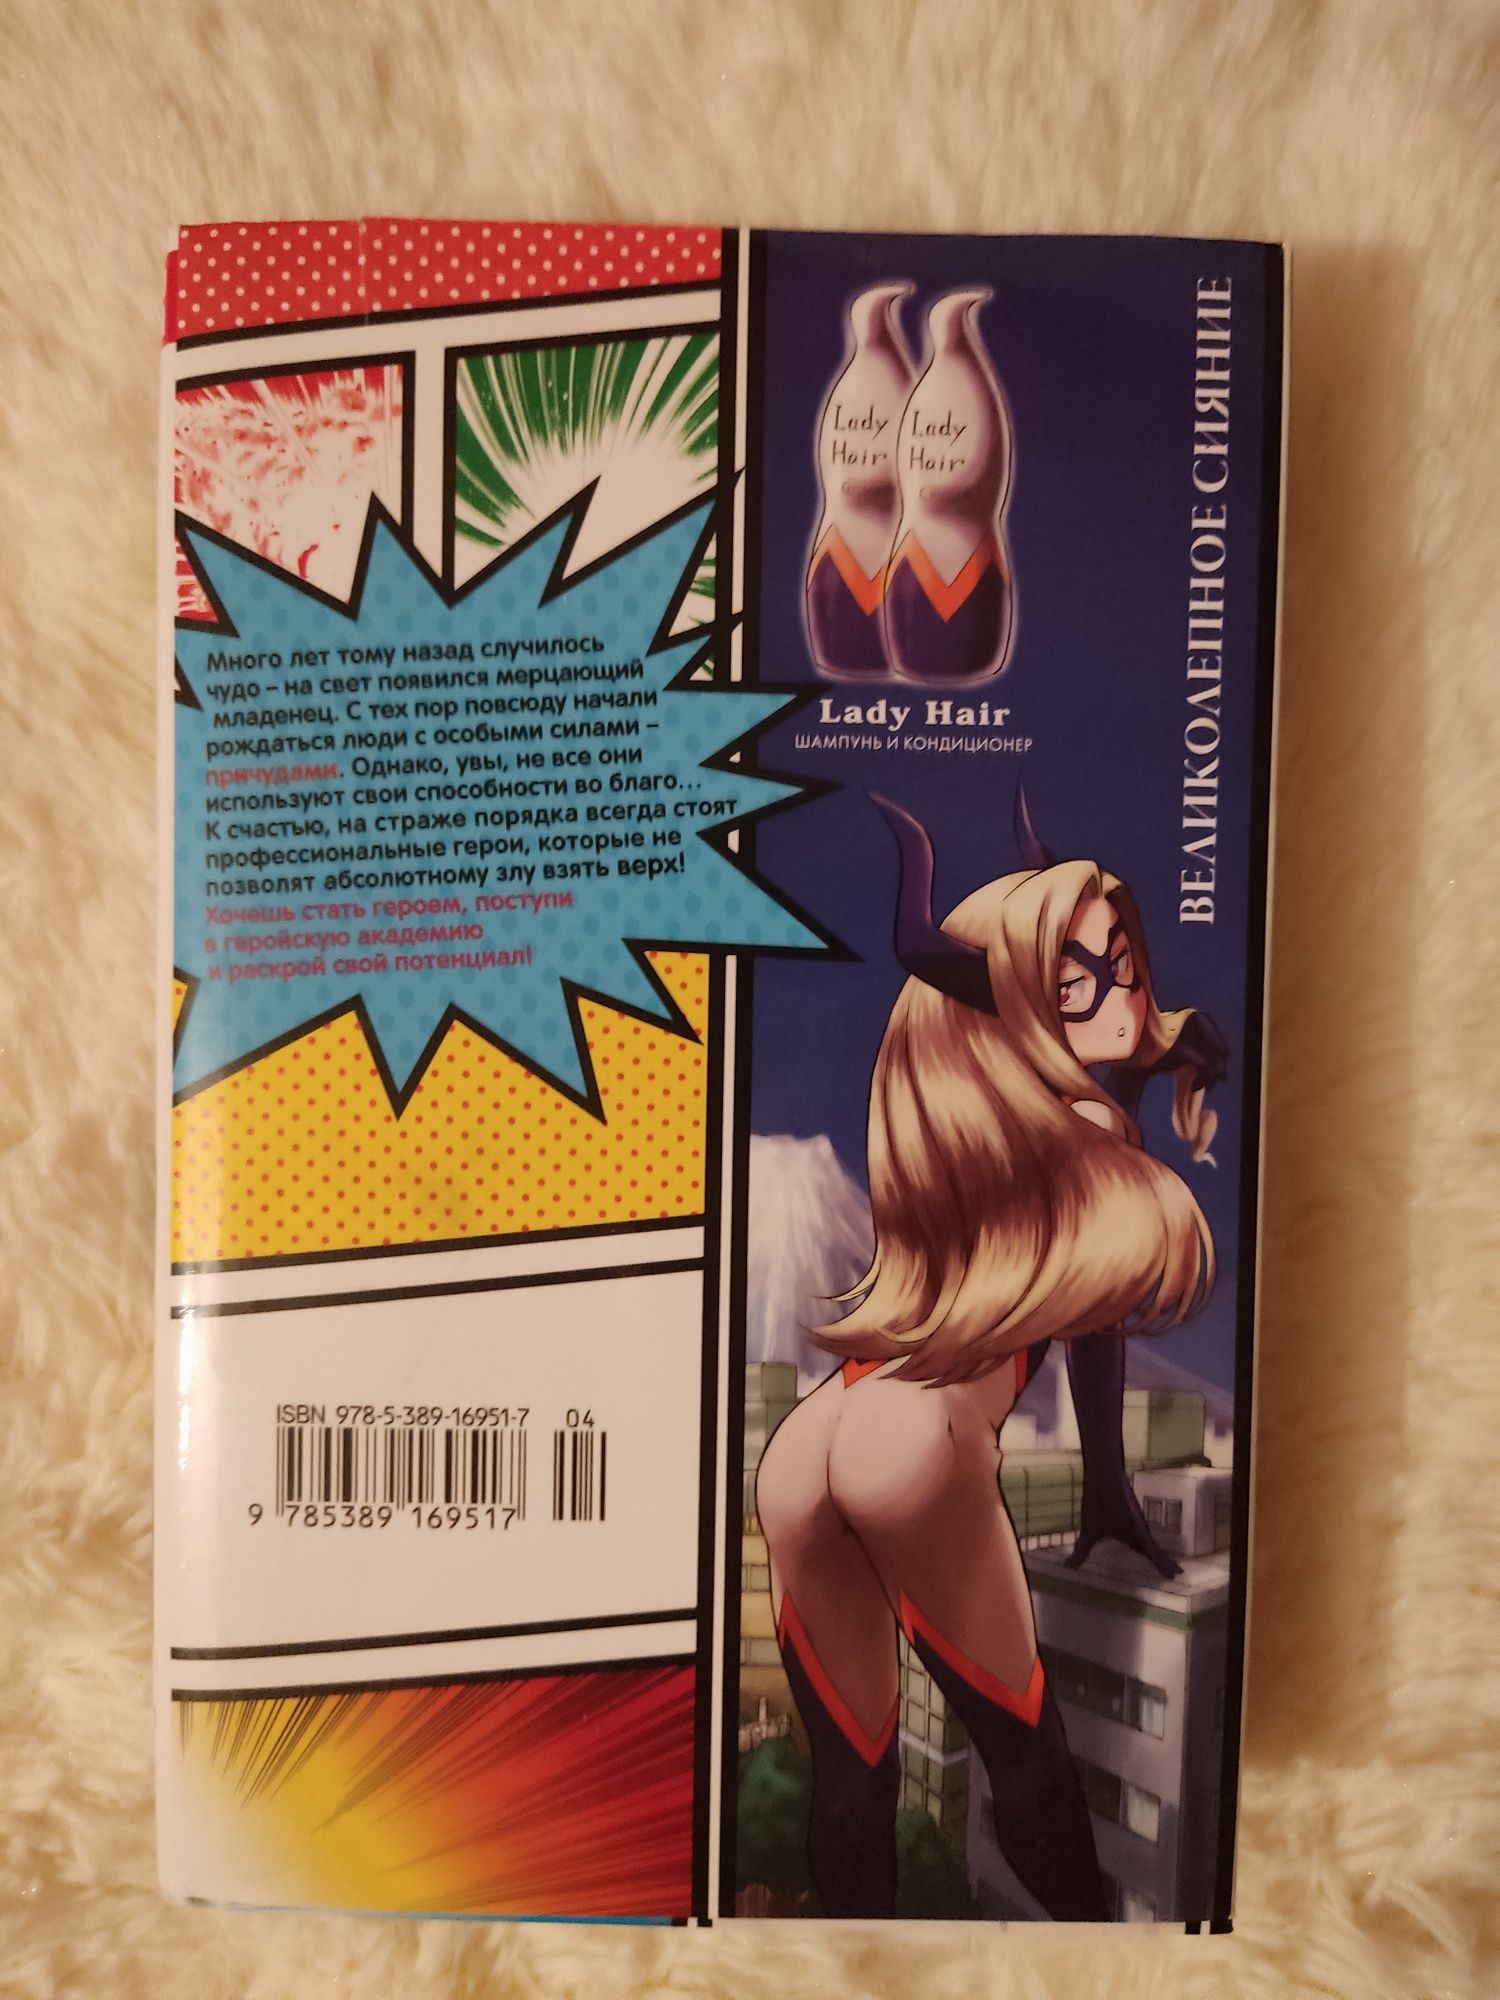 Много лет тому назад случилось
чудо – на свет появился мерцающий
младенец. С тех пор повсюду начали
рождаться люди с особыми силами –
причудами. Однако, увы, не все они
используют свои способности во благо...
К счастью, на страже порядка всегда стоят
профессиональные герои, которые не
позволят абсолютному злу взять верх!
Хочешь стать героем, поступи
в геройскую академию
и раскрой свой потенциал!
ISBN 978-5-389-16951-7 04
9 785389 169517
Lady
Hair
Lady
Hair
Lady Hair
ШАМПУНЬ И КОНДИЦИОНЕР
ВЕЛИКОЛЕПНОЕ СИЯНИЕ